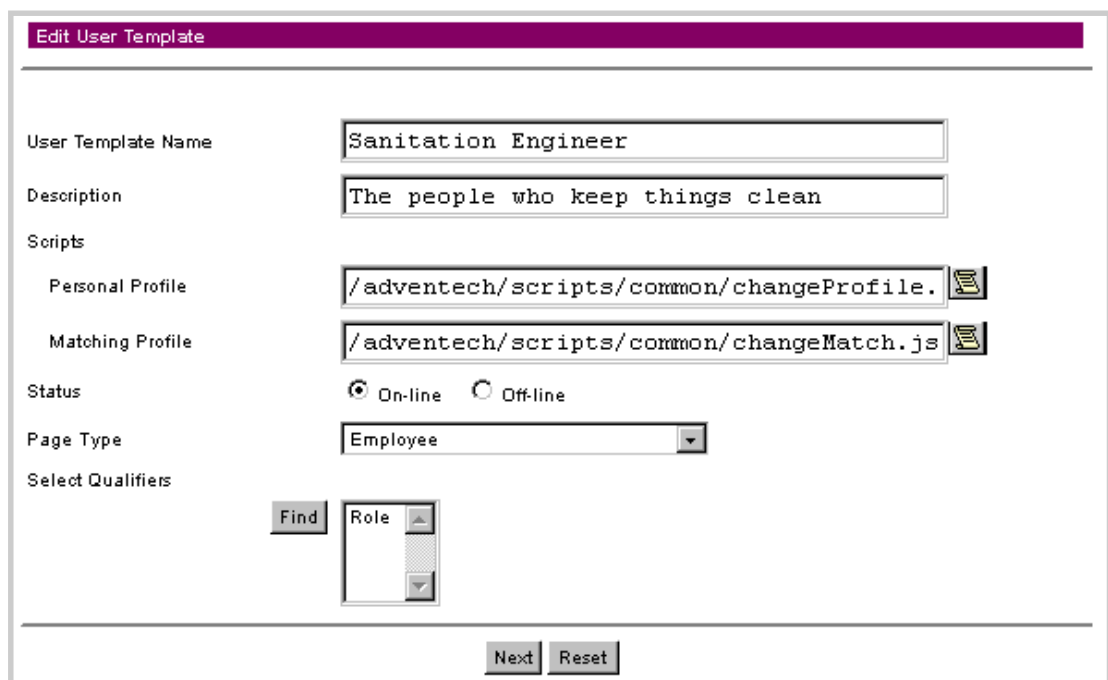 Edit User Template
User Template Name Sanitation Engineer
Description The people who keep things clean
Scripts
Personal Profile /adventech/scripts/common/changeProfile.
Matching Profile /adventech/scripts/common/changeMatch.js
Status On-line Off-line
Page Type Employee
Select Qualifiers
Find Role
Next Reset